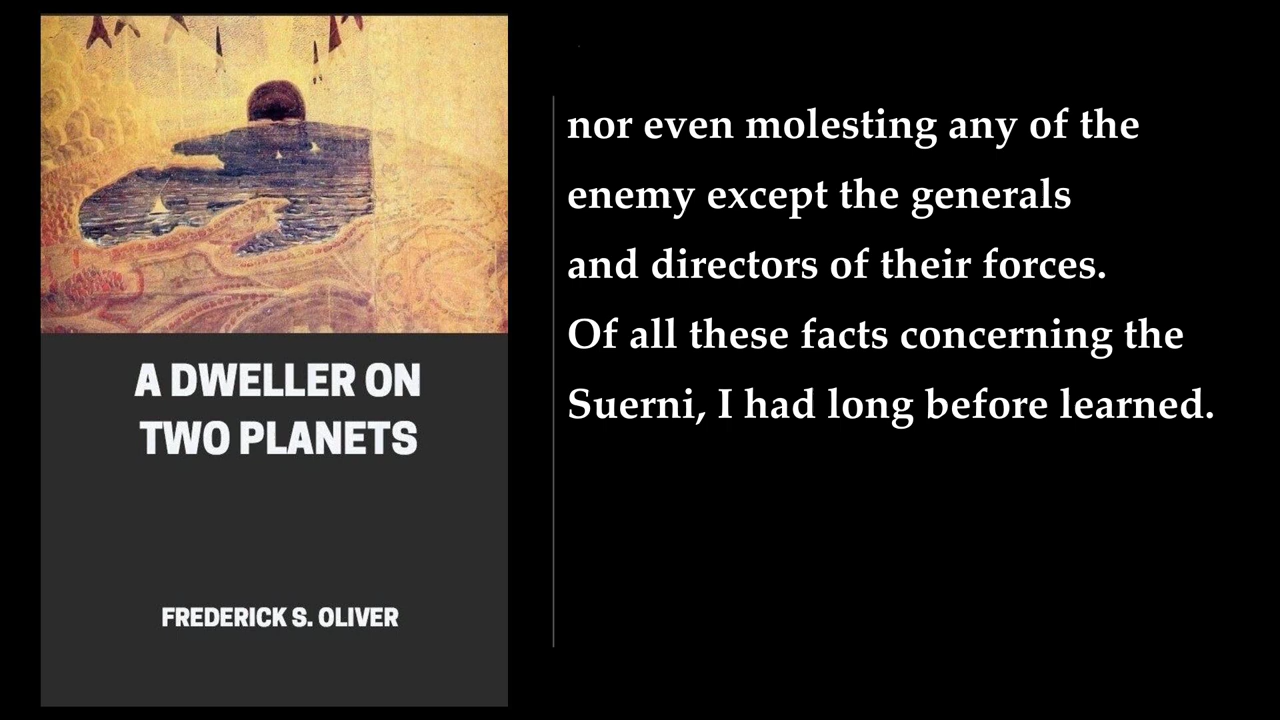 A DWELLER ON
TWO PLANETS
FREDERICK S. OLIVER
nor even molesting any of the
enemy except the generals
and directors of their forces.
Of all these facts concerning the
Suerni, I had long before learned.